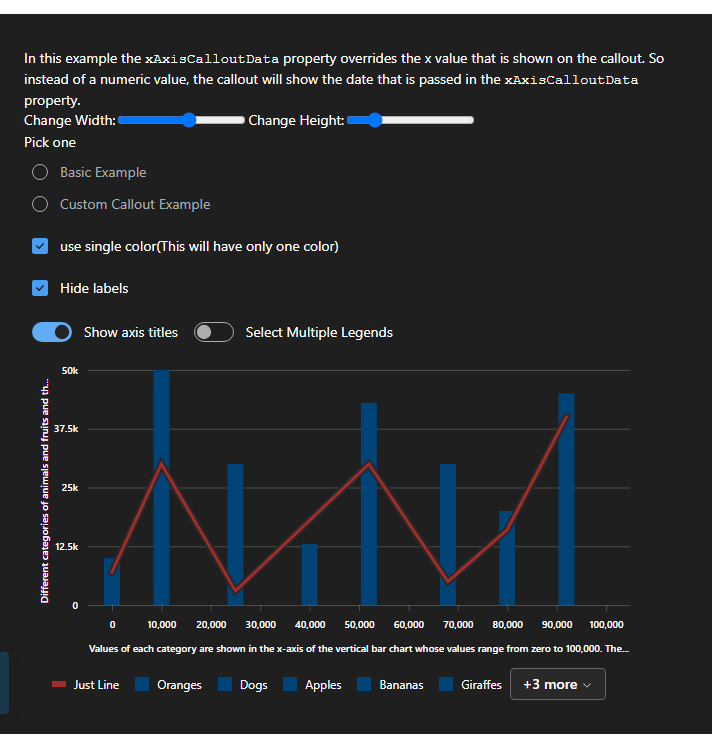 In this example the xAxisCalloutData property overrides the x value that is shown on the callout. So
instead of a numeric value, the callout will show the date that is passed in the xAxisCalloutData
property.
Change Width: Change Height:
Pick one
Basic Example
Custom Callout Example
use single color(This will have only one color)
Hide labels
Show axis titles Select Multiple Legends
Different categories of animals and fruits and th...
50k
37.5k
25k
12.5k
0
0 10,000 20,000 30,000 40,000 50,000 60,000 70,000 80,000 90,000 100,000
Values of each category are shown in the x-axis of the vertical bar chart whose values range from zero to 100,000. The...
Just Line Oranges Dogs Apples Bananas Giraffes +3 more